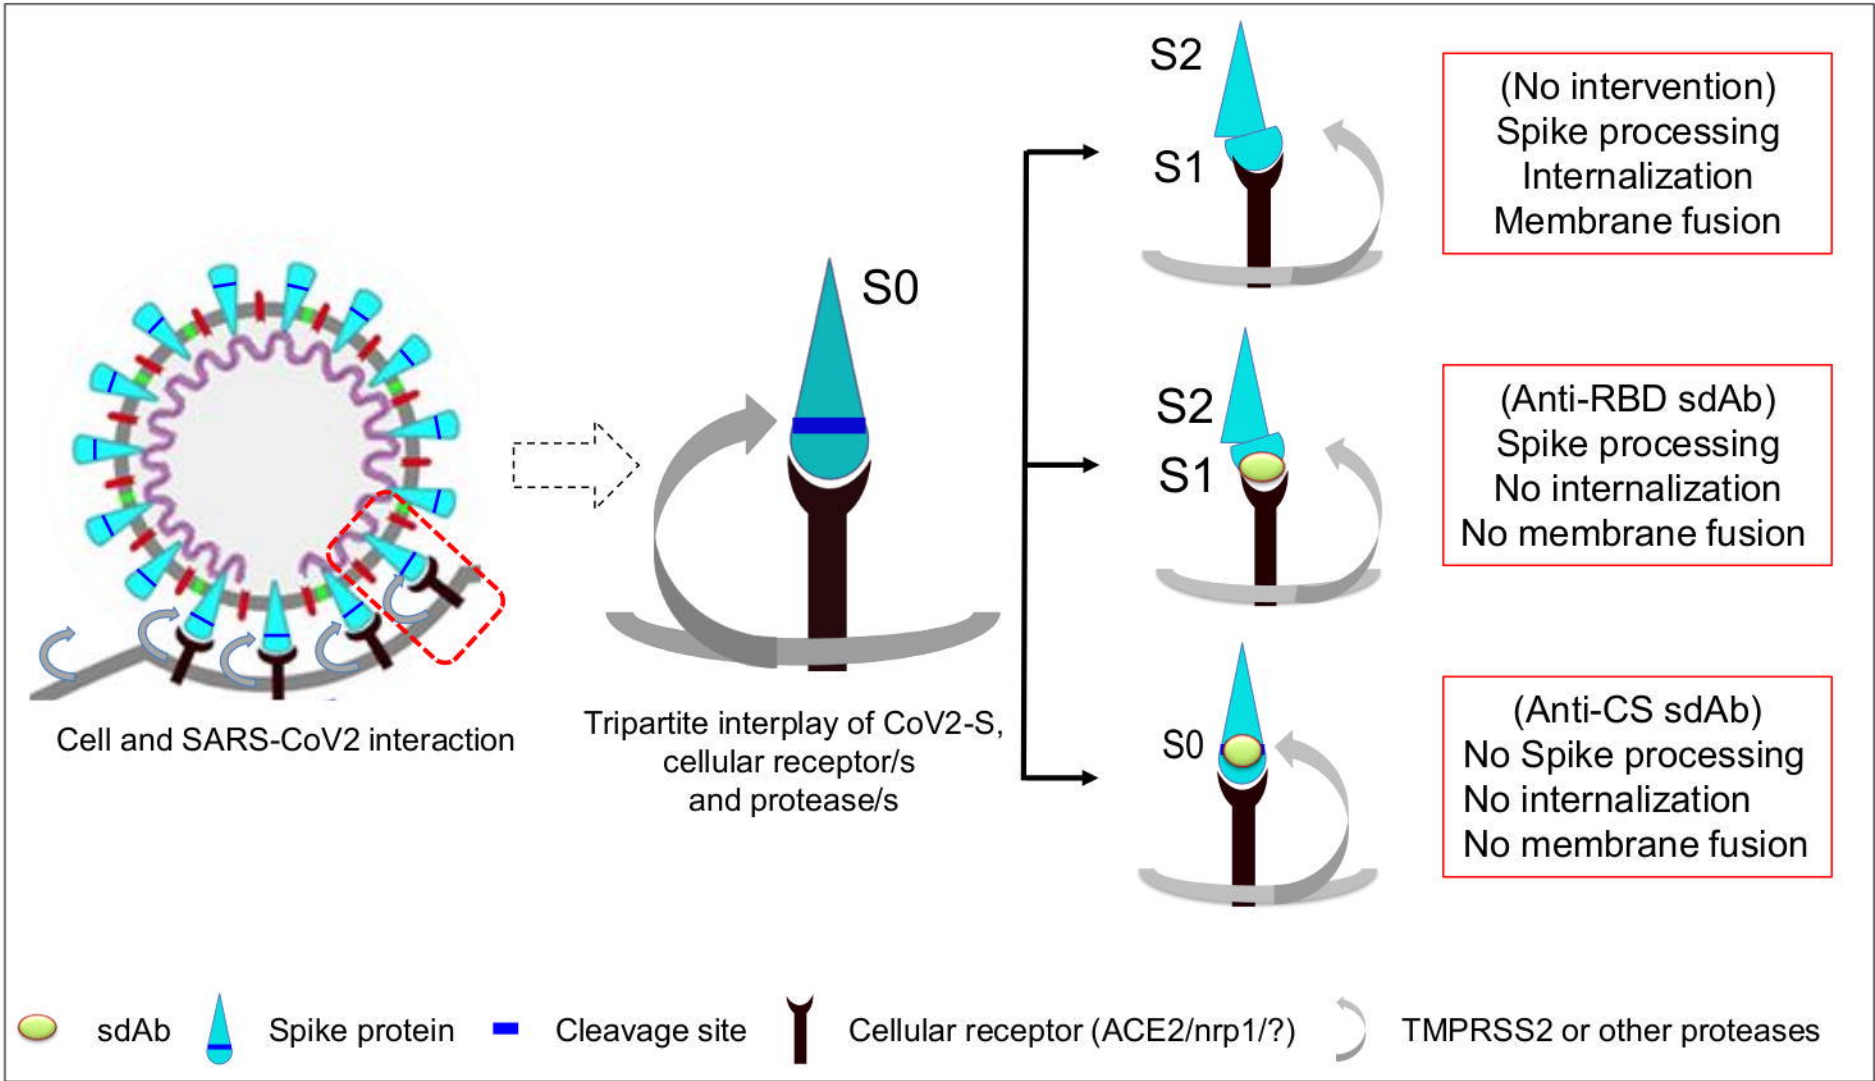 S2
S1
(No intervention)
Spike processing
Internalization
Membrane fusion
S0
S2
S1
(Anti-RBD sdAb)
Spike processing
No internalization
No membrane fusion
S0
(Anti-CS sdAb)
No Spike processing
No internalization
No membrane fusion
Cell and SARS-CoV2 interaction
Tripartite interplay of CoV2-S,
cellular receptor/s
and protease/s
sdAb
Spike protein
Cleavage site
Cellular receptor (ACE2/nrp1/?)
TMPRSS2 or other proteases